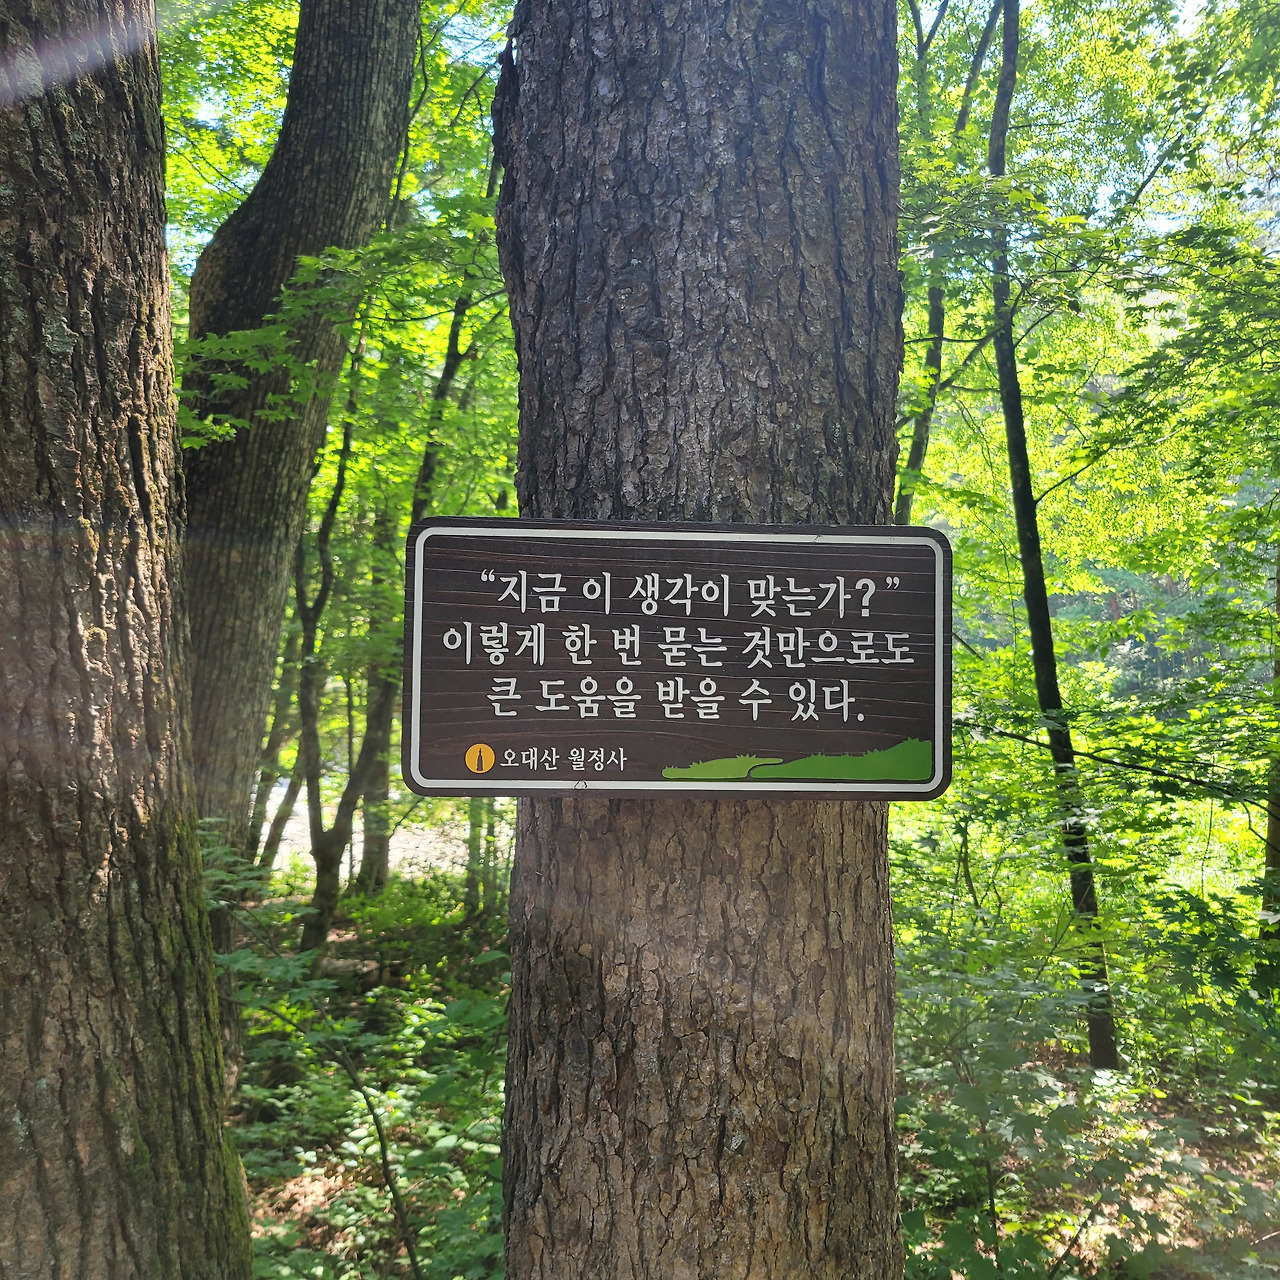 “지금 이 생각이 맞는가?”
이렇게 한 번 묻는 것만으로도
큰 도움을 받을 수 있다.
오대산 월정사